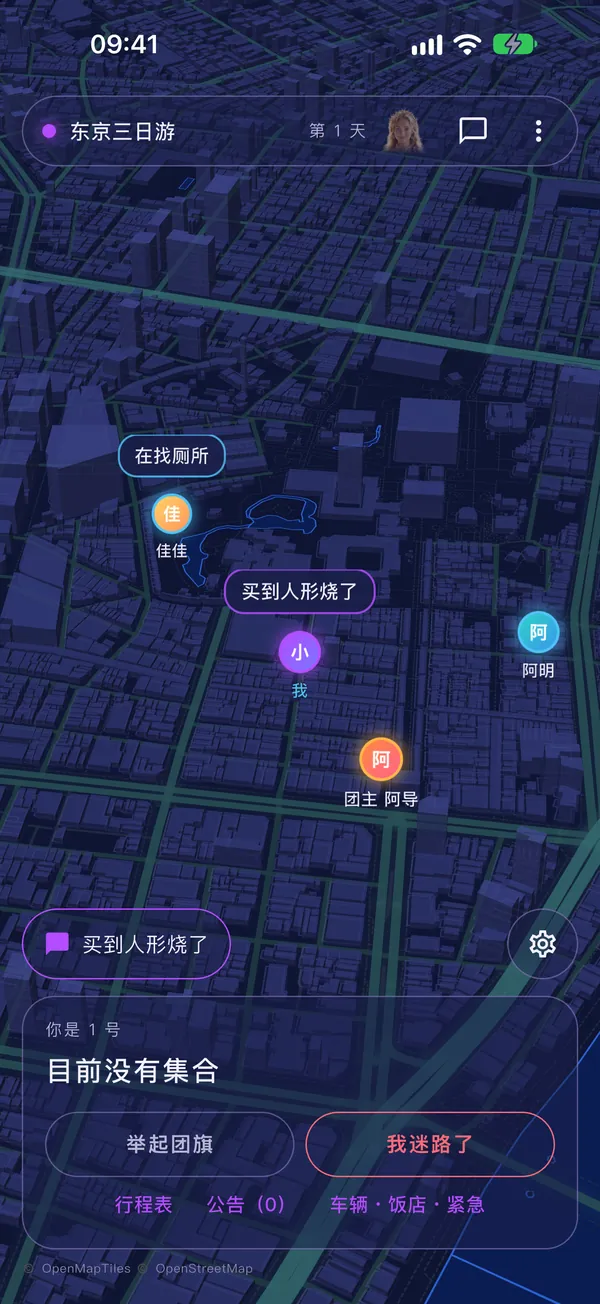 09:41
东京三日游
第 1 天
在找厕所
佳
佳佳
买到人形烧了
小
我
阿
阿明
阿
团主 阿导
买到人形烧了
你是 1 号
目前没有集合
举起团旗
我迷路了
行程表
公告（0）
车辆·饭店·紧急
© OpenMapTiles © OpenStreetMap